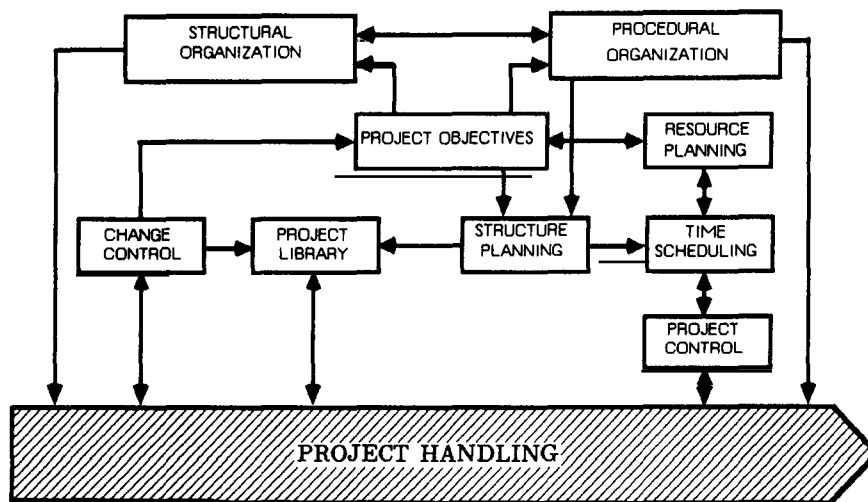 STRUCTURAL
ORGANIZATION
PROCEDURAL
ORGANIZATION
PROJECT OBJECTIVES
RESOURCE
PLANNING
CHANGE
CONTROL
PROJECT
LIBRARY
STRUCTURE
PLANNING
TIME
SCHEDULING
PROJECT
CONTROL
PROJECT HANDLING